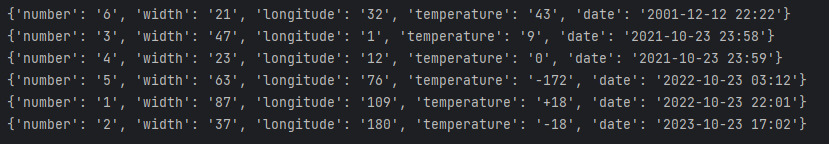 {'number': '6', 'width': '21', 'longitude': '32', 'temperature': '43', 'date': '2001-12-12 22:22'}
{'number': '3', 'width': '47', 'longitude': '1', 'temperature': '9', 'date': '2021-10-23 23:58'}
{'number': '4', 'width': '23', 'longitude': '12', 'temperature': '0', 'date': '2021-10-23 23:59'}
{'number': '5', 'width': '63', 'longitude': '76', 'temperature': '-172', 'date': '2022-10-23 03:12'}
{'number': '1', 'width': '87', 'longitude': '109', 'temperature': '+18', 'date': '2022-10-23 22:01'}
{'number': '2', 'width': '37', 'longitude': '180', 'temperature': '-18', 'date': '2023-10-23 17:02'}